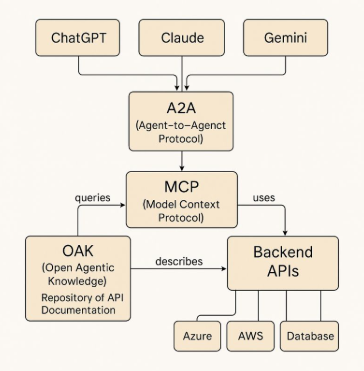 ChatGPT
Claude
Gemini
A2A
(Agent-to-Agenct
Protocol)
MCP
(Model Context
Protocol)
queries
uses
OAK
(Open Agentic
Knowledge)
Repository of API
Documentation
describes
Backend
APIs
Azure
AWS
Database